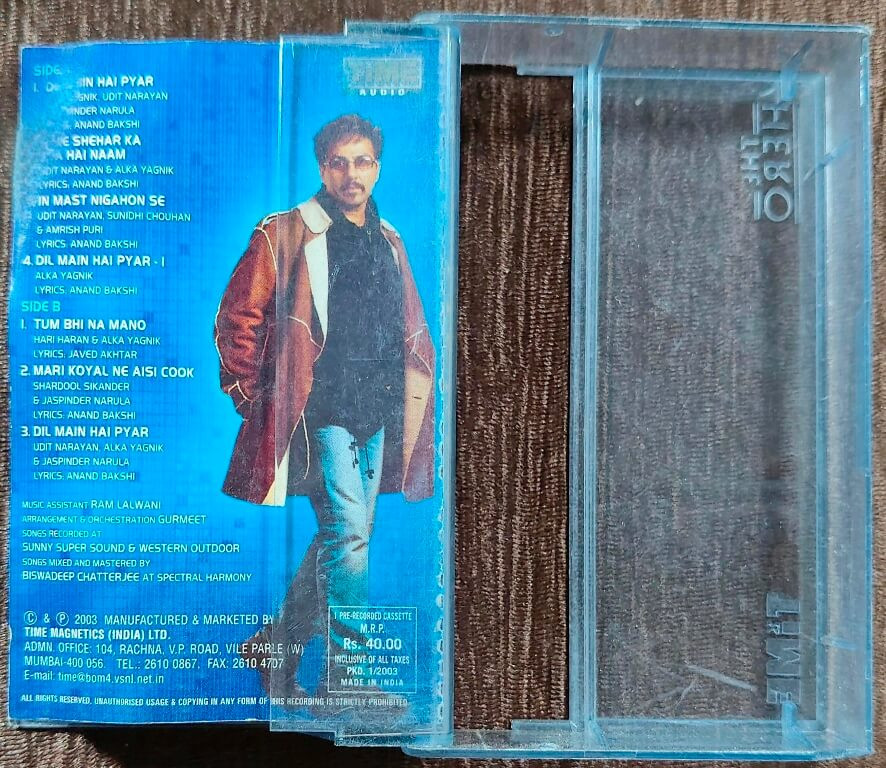 SIDE
1. D IN HAI PYAR
GNIK, UDIT NARAYAN
INDER NARULA
ANAND BAKSHI
E SHEHAR KA
HAI NAAM
UDIT NARAYAN & ALKA YAGNIK
LYRICS: ANAND BAKSHI
IN MAST NIGAHON SE
UDIT NARAYAN, SUNIDHI CHOUHAN
& AMRISH PURI
LYRICS: ANAND BAKSHI
4. DIL MAIN HAI PYAR - I
ALKA YAGNIK
LYRICS: ANAND BAKSHI
SIDE B
1. TUM BHI NA MANO
HARI HARAN & ALKA YAGNIK
LYRICS: JAVED AKHTAR
2. MARI KOYAL NE AISI COOK
SHARDOOL SIKANDER
& JASPINDER NARULA
LYRICS: ANAND BAKSHI
3. DIL MAIN HAI PYAR
UDIT NARAYAN, ALKA YAGNIK
& JASPINDER NARULA
LYRICS: ANAND BAKSHI
MUSIC ASSISTANT RAM LALWANI
ARRANGEMENT & ORCHESTRATION GURMEET
SONGS RECORDED AT
SUNNY SUPER SOUND & WESTERN OUTDOOR
SONGS MIXED AND MASTERED BY
BISWADEEP CHATTERJEE AT SPECTRAL HARMONY
© & ℗ 2003 MANUFACTURED & MARKETED BY
TIME MAGNETICS (INDIA) LTD.
ADMN. OFFICE: 104, RACHNA, V.P. ROAD, VILE PARLE (W)
MUMBAI-400 056. TEL.: 2610 0867, FAX: 2610 4707
E-mail: time@bom4.vsnl.net.in
ALL RIGHTS RESERVED. UNAUTHORISED USAGE & COPYING IN ANY FORM OF THIS RECORDING IS STRICTLY PROHIBITED
TIME
AUDIO
1 PRE-RECORDED CASSETTE
M.R.P.
Rs. 40.00
INCLUSIVE OF ALL TAXES
PKD. 1/2003
MADE IN INDIA
THE
HERO